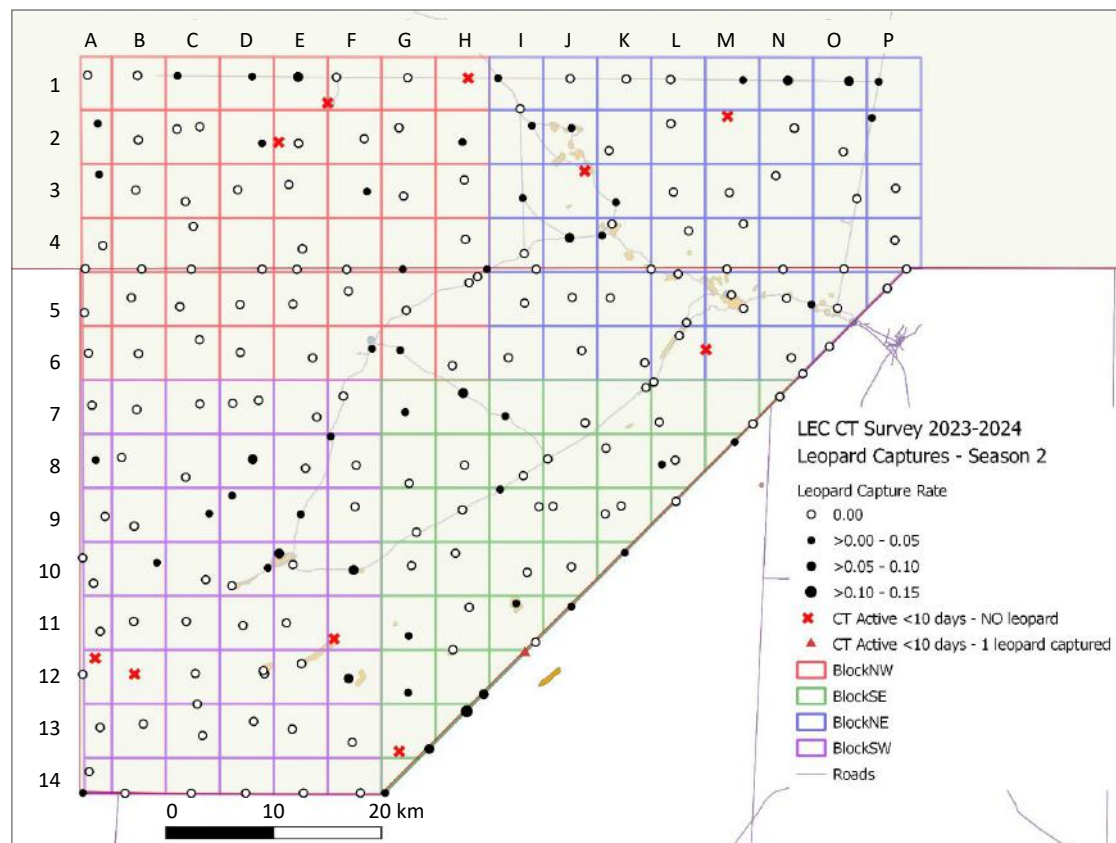 A B C D E F G H I J K L M N O P
1
2
3
4
5
6
7
8
9
10
11
12
13
14
LEC CT Survey 2023-2024
Leopard Captures - Season 2
Leopard Capture Rate
0.00
>0.00 - 0.05
>0.05 - 0.10
>0.10 - 0.15
CT Active <10 days - NO leopard
CT Active <10 days - 1 leopard captured
BlockNW
BlockSE
BlockNE
BlockSW
Roads
0 10 20 km